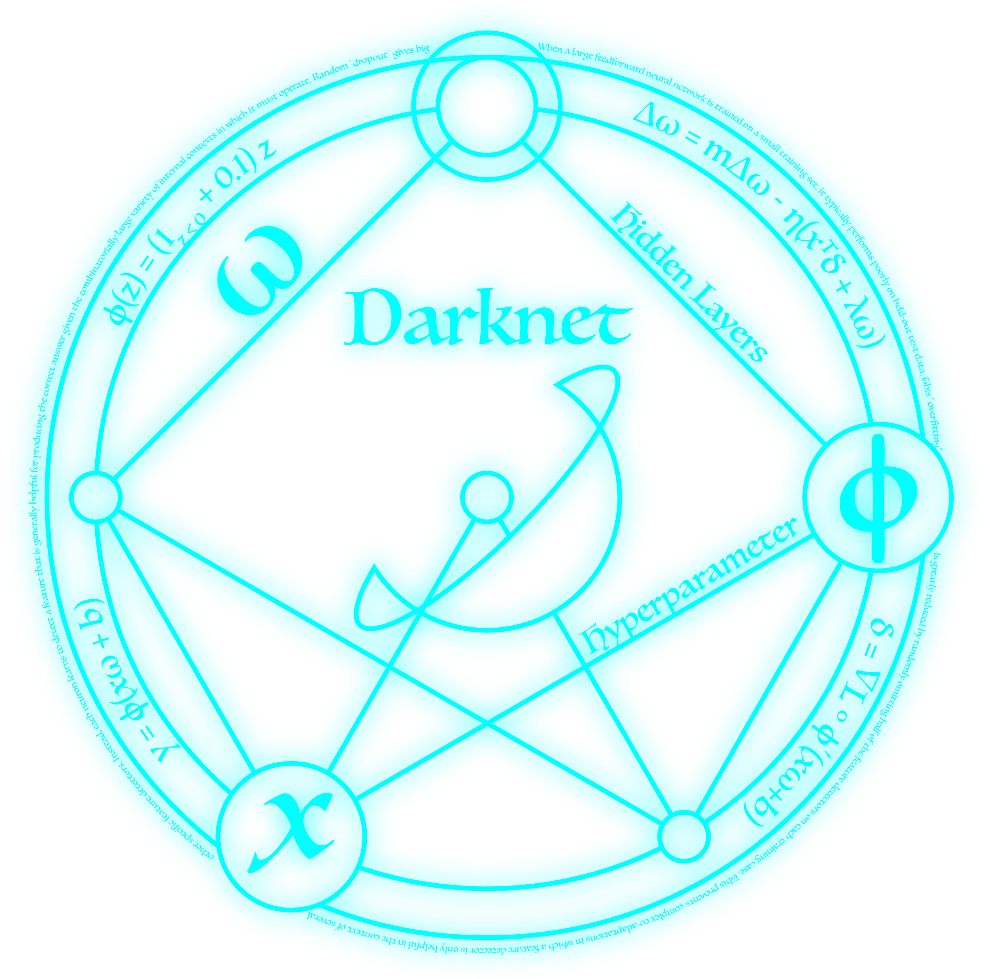 When a large feedforward neural network is trained on a small training set, it typically performs poorly on held-out test data. This 'overfitting'
is greatly reduced by randomly omitting half of the feature detectors on each training case. This prevents complex co-adaptations in which a feature detector is only helpful in the context of several
other specific feature detectors. Instead, each neuron learns to detect a feature that is generally helpful for producing the correct answer given the combinatorially large variety of internal contexts in which it must operate. Random 'dropout' gives big
ϕ(z) = (1_{z<0} + 0.1) z
Δω = mΔω - η(xᵀδ + λω)
ω
Hidden Layers
Darknet
ϕ
Hyperparameter
y = ϕ(xω + b)
δ = ∇L ∘ ϕ'(xω+b)
x